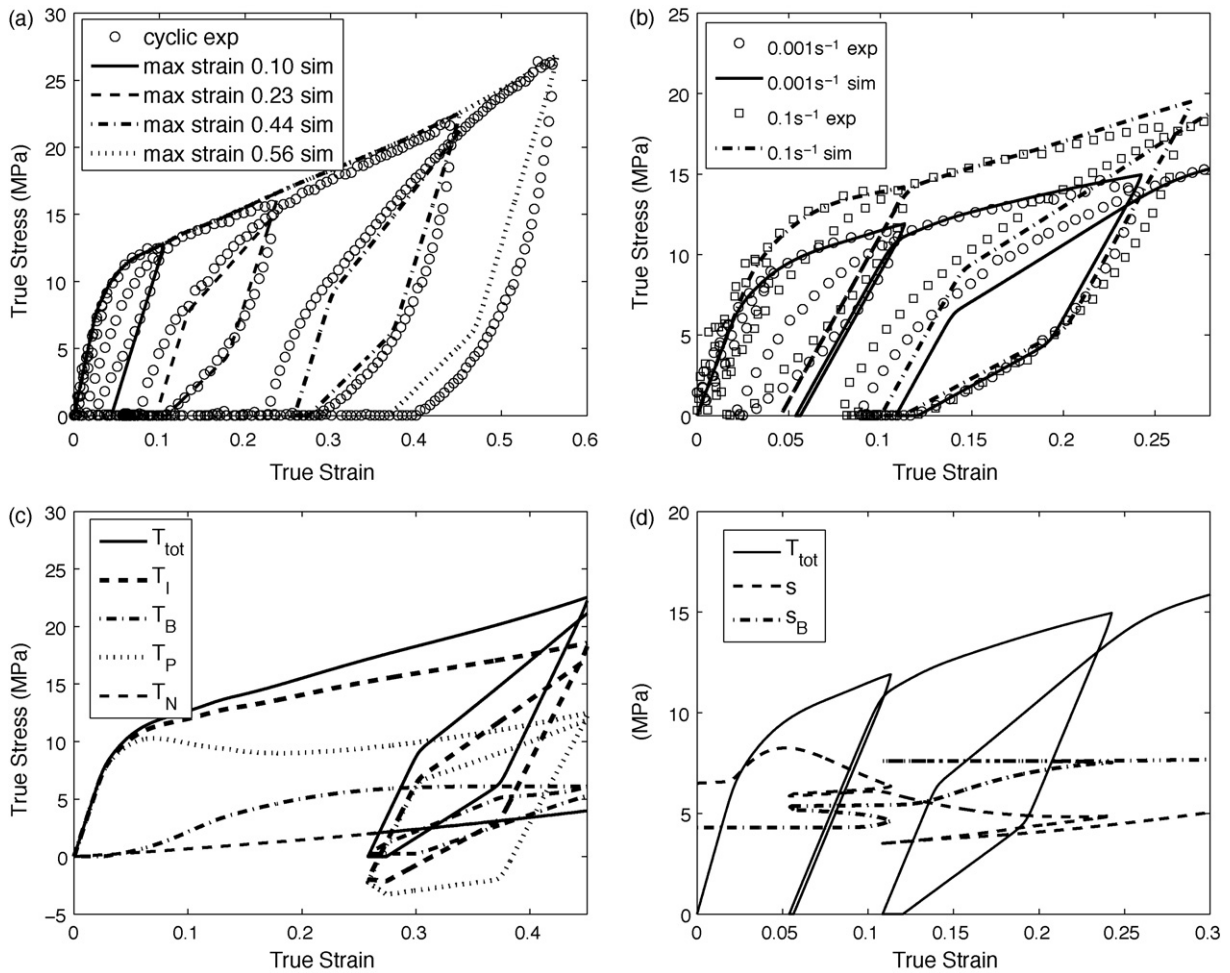 (a)
30
25
20
15
10
5
0
True Stress (MPa)
cyclic exp
max strain 0.10 sim
max strain 0.23 sim
max strain 0.44 sim
max strain 0.56 sim
0 0.1 0.2 0.3 0.4 0.5 0.6
True Strain
(b)
25
20
15
10
5
0
True Stress (MPa)
0.001s⁻¹ exp
0.001s⁻¹ sim
0.1s⁻¹ exp
0.1s⁻¹ sim
0 0.05 0.1 0.15 0.2 0.25
True Strain
(c)
30
25
20
15
10
5
0
−5
True Stress (MPa)
T_tot
T_I
T_B
T_P
T_N
0 0.1 0.2 0.3 0.4
True Strain
(d)
20
15
10
5
0
(MPa)
T_tot
s
s_B
0 0.05 0.1 0.15 0.2 0.25 0.3
True Strain